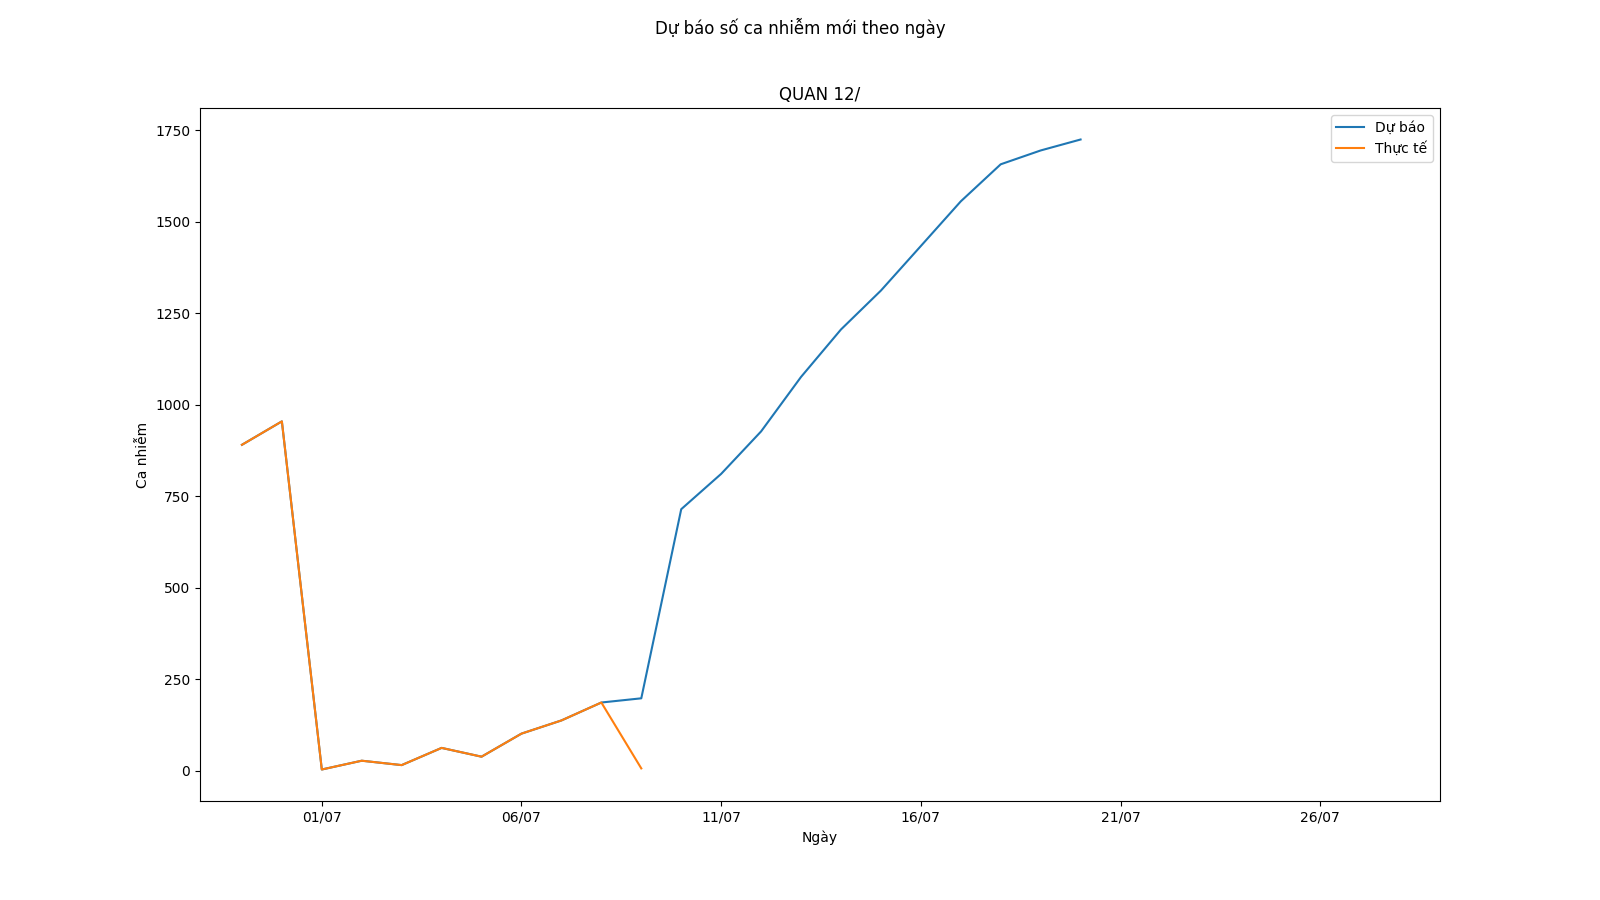 Dự báo số ca nhiễm mới theo ngày
QUAN 12/
Dự báo
Thực tế
1750
1500
1250
1000
750
500
250
0
Ca nhiễm
01/07
06/07
11/07
16/07
21/07
26/07
Ngày